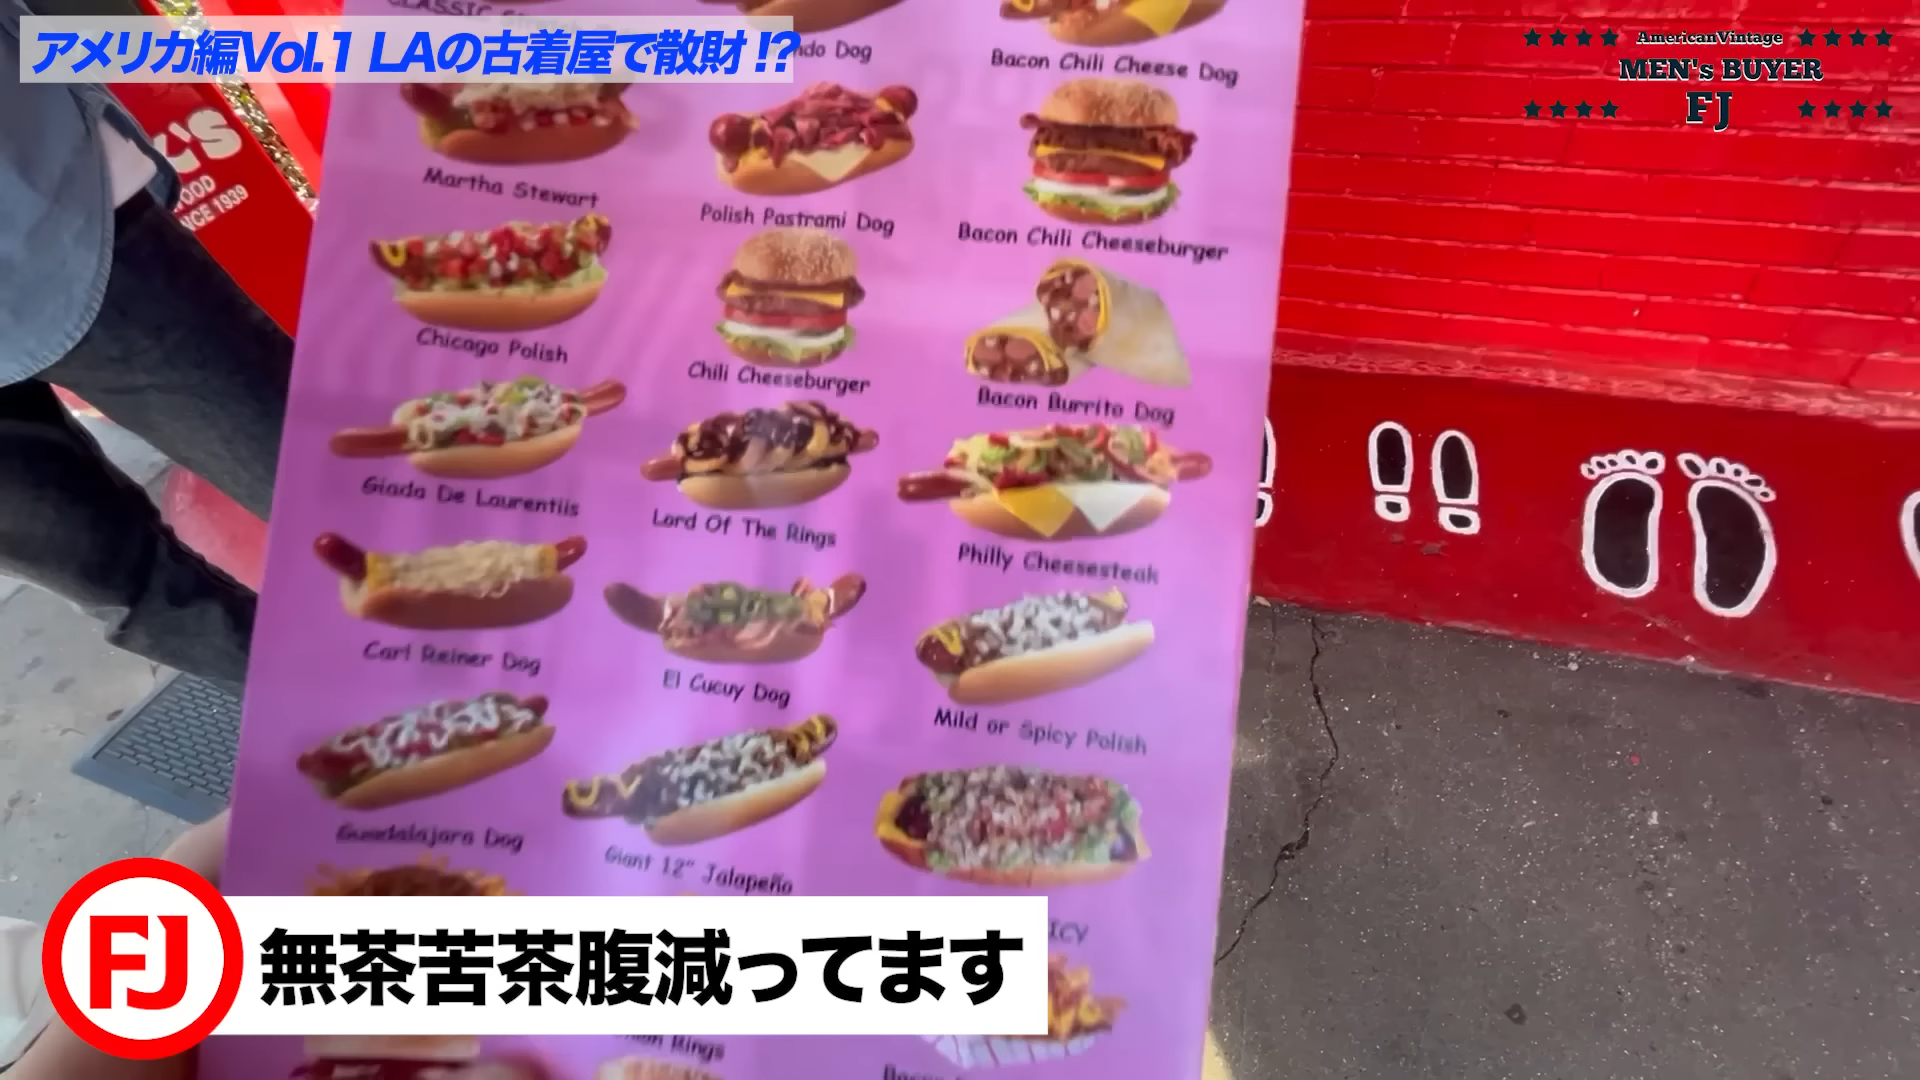 アメリカ編Vol.1 LAの古着屋で散財!?
American Vintage
MEN's BUYER
FJ
Bacon Chili Cheese Dog
Martha Stewart
Polish Pastrami Dog
Bacon Chili Cheeseburger
Chicago Polish
Chili Cheeseburger
Bacon Burrito Dog
Giada De Laurentiis
Lord Of The Rings
Philly Cheesesteak
Carl Reiner Dog
El Cucuy Dog
Mild or Spicy Polish
Guadalajara Dog
Giant 12" Jalapeño
Rings
1939
FJ
無茶苦茶腹減ってます